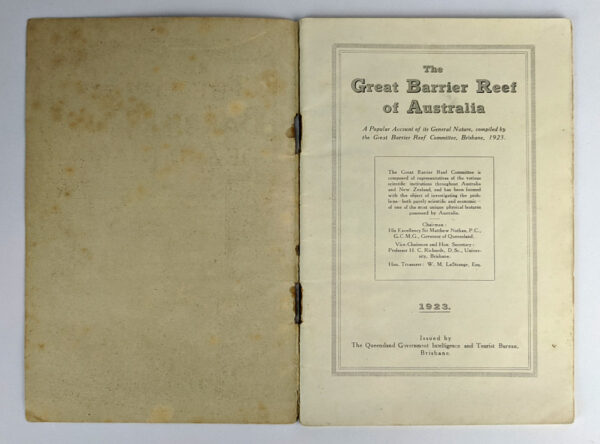 The
Great Barrier Reef
of Australia
A Popular Account of its General Nature, compiled by
the Great Barrier Reef Committee, Brisbane, 1923.
The Great Barrier Reef Committee is
composed of representatives of the various
scientific institutions throughout Australia
and New Zealand, and has been formed
with the object of investigating the prob-
lems—both purely scientific and economic—
of one of the most unique physical features
possessed by Australia.
Chairman:
His Excellency Sir Matthew Nathan, P.C.,
G.C.M.G., Governor of Queensland.
Vice-Chairman and Hon. Secretary:
Professor H. C. Richards, D.Sc., Univer-
sity, Brisbane.
Hon. Treasurer: W. M. L'Estrange, Esq.
1923.
Issued by
The Queensland Government Intelligence and Tourist Bureau,
Brisbane.